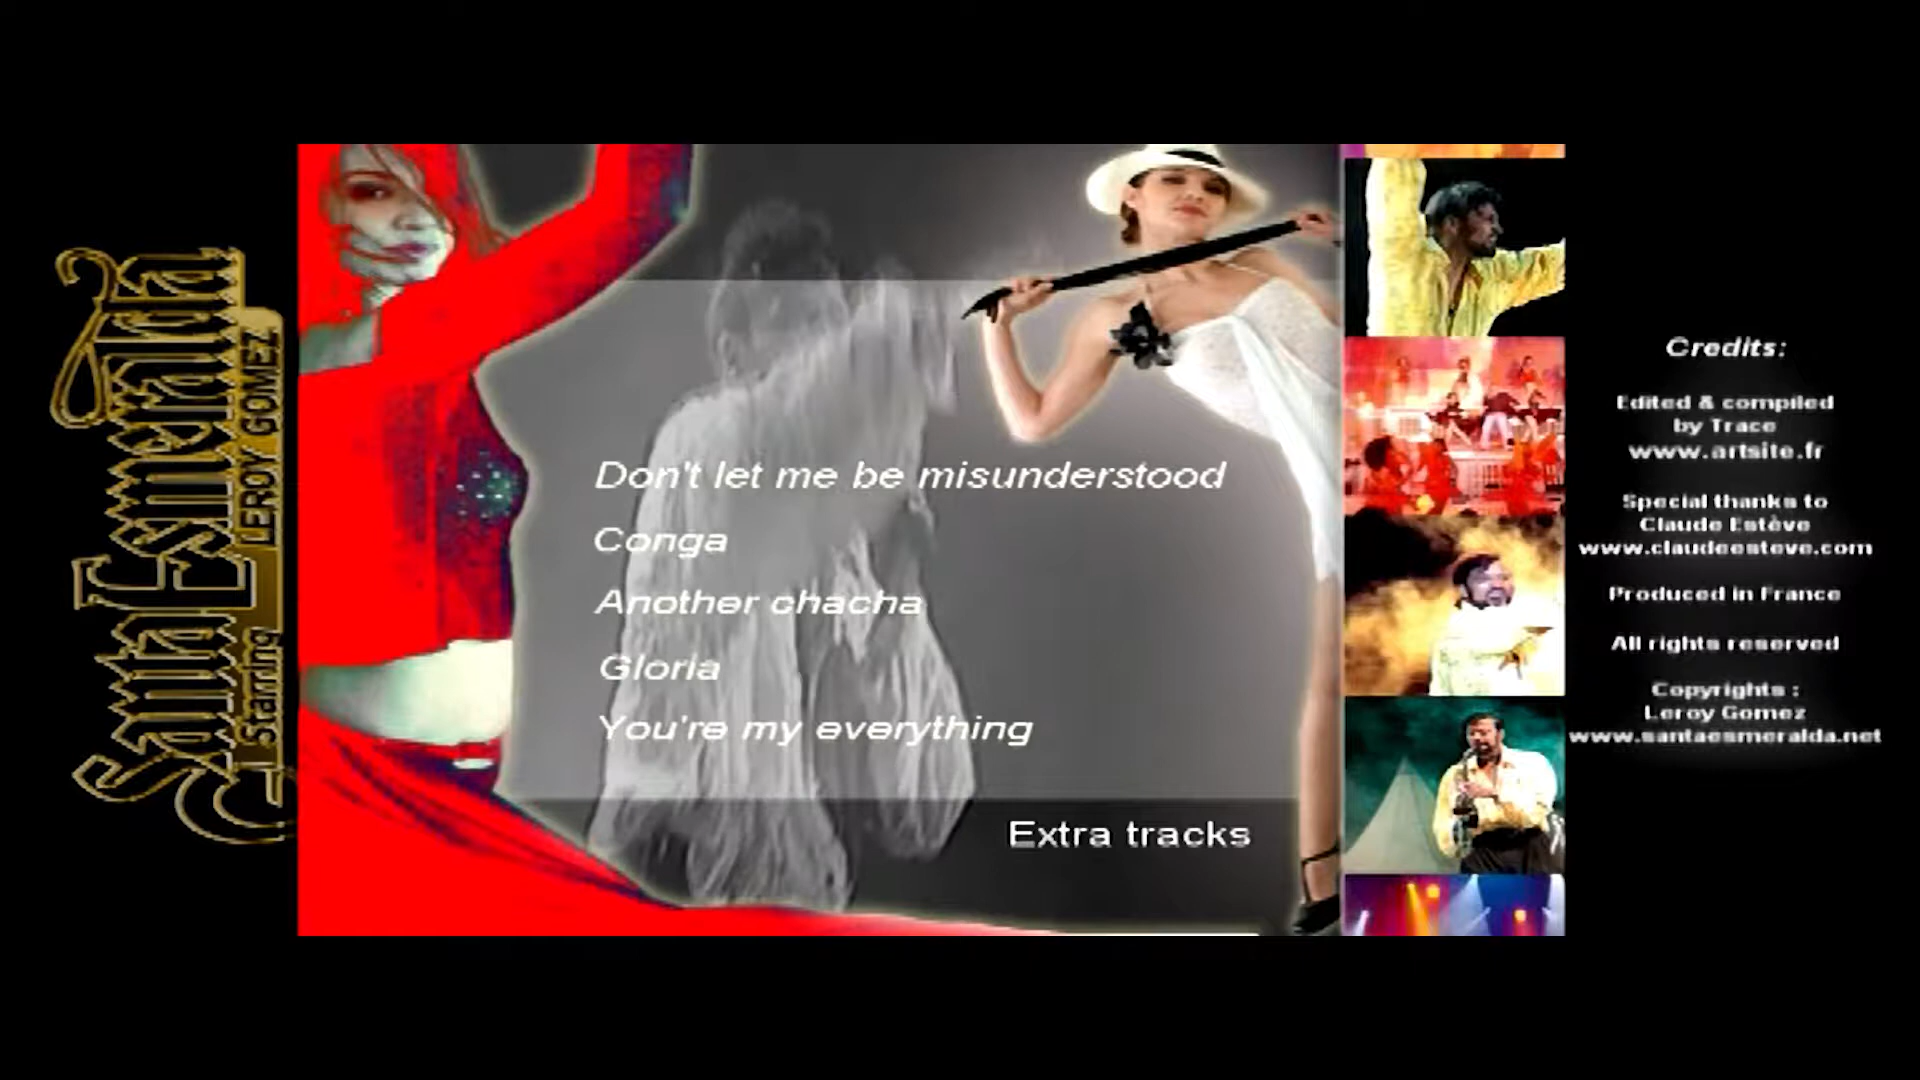 Santa Esmeralda
Starring LEROY GOMEZ
Don't let me be misunderstood
Conga
Another chacha
Gloria
You're my everything
Extra tracks
Credits:
Edited & compiled
by Trace
www.artsite.fr
Special thanks to
Claude Estève
www.claudeesteve.com
Produced in France
All rights reserved
Copyrights :
Leroy Gomez
www.santaesmeralda.net